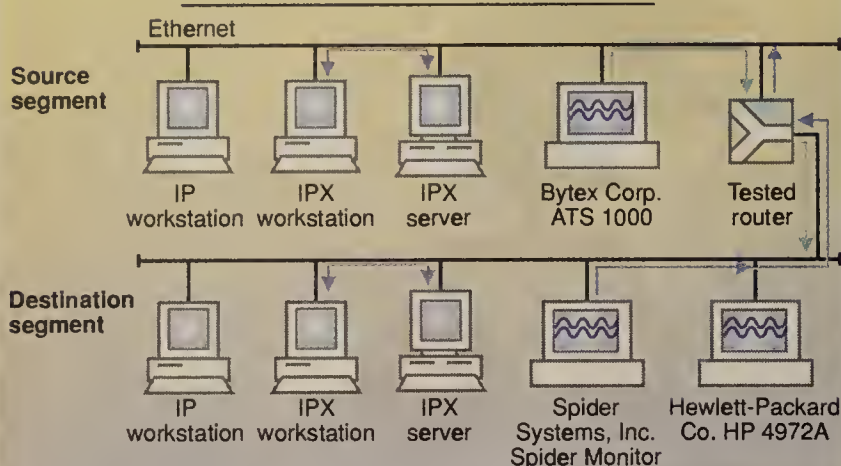 Ethernet
Source
segment
IP
workstation
IPX
workstation
IPX
server
Bytex Corp.
ATS 1000
Tested
router
Destination
segment
IP
workstation
IPX
workstation
IPX
server
Spider
Systems, Inc.
Spider Monitor
Hewlett-Packard
Co. HP 4972A